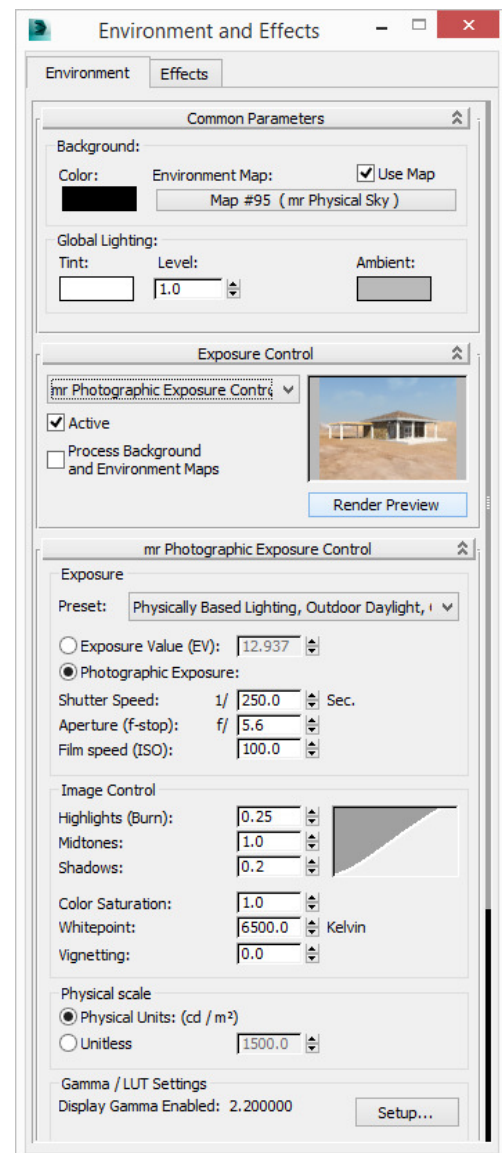 Environment and Effects
Environment Effects
Common Parameters
Background:
Color: Environment Map: Use Map
Map #95 ( mr Physical Sky )
Global Lighting:
Tint: Level: Ambient:
1.0
Exposure Control
mr Photographic Exposure Contro
Active
Process Background
and Environment Maps
Render Preview
mr Photographic Exposure Control
Exposure
Preset: Physically Based Lighting, Outdoor Daylight,
Exposure Value (EV): 12.937
Photographic Exposure:
Shutter Speed: 1/ 250.0 Sec.
Aperture (f-stop): f/ 5.6
Film speed (ISO): 100.0
Image Control
Highlights (Burn): 0.25
Midtones: 1.0
Shadows: 0.2
Color Saturation: 1.0
Whitepoint: 6500.0 Kelvin
Vignetting: 0.0
Physical scale
Physical Units: (cd / m²)
Unitless 1500.0
Gamma / LUT Settings
Display Gamma Enabled: 2.200000 Setup...